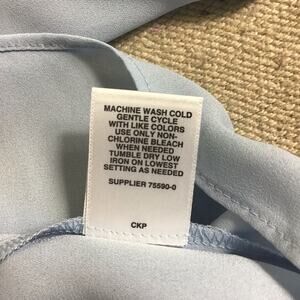 MACHINE WASH COLD
GENTLE CYCLE
WITH LIKE COLORS
USE ONLY NON-
CHLORINE BLEACH
WHEN NEEDED
TUMBLE DRY LOW
IRON ON LOWEST
SETTING AS NEEDED
SUPPLIER 75590-0
CKP